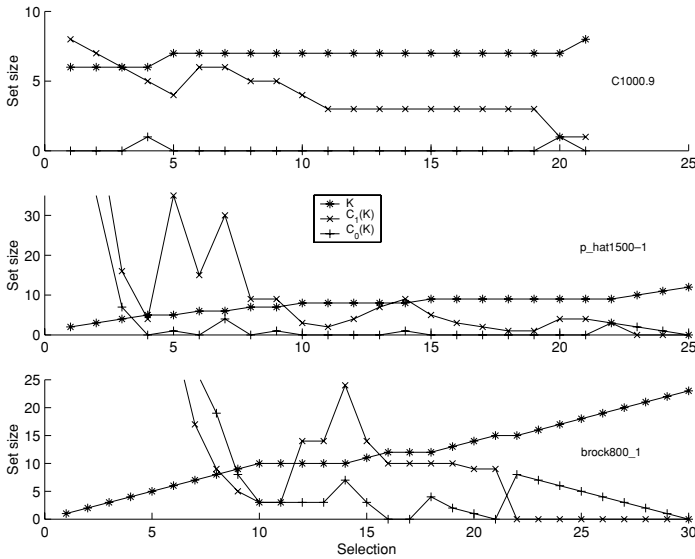 10
5
0
Set size
0 5 10 15 20 25
C1000.9
30
20
10
0
Set size
0 5 10 15 20 25
K
C1(K)
C0(K)
p_hat1500–1
25
20
15
10
5
0
Set size
0 5 10 15 20 25 30
brock800_1
Selection